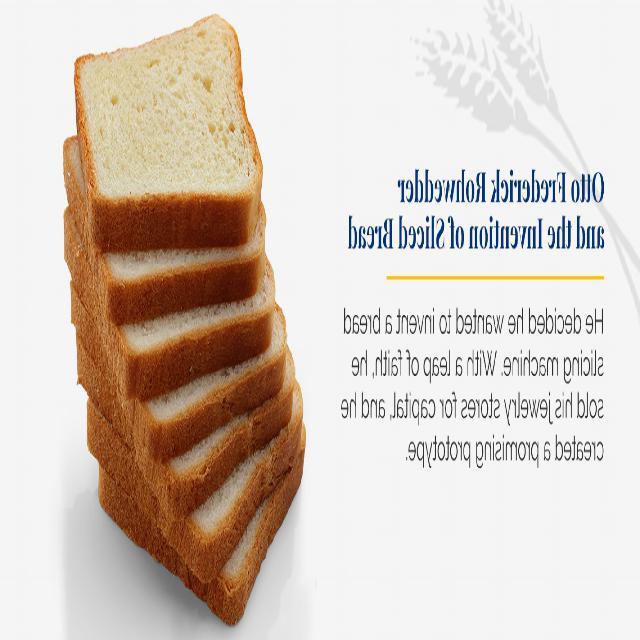 Otto Frederick Rohwedder
and the Invention of Sliced Bread
He decided he wanted to invent a bread
slicing machine. With a leap of faith, he
sold his jewelry stores for capital, and he
created a promising prototype.